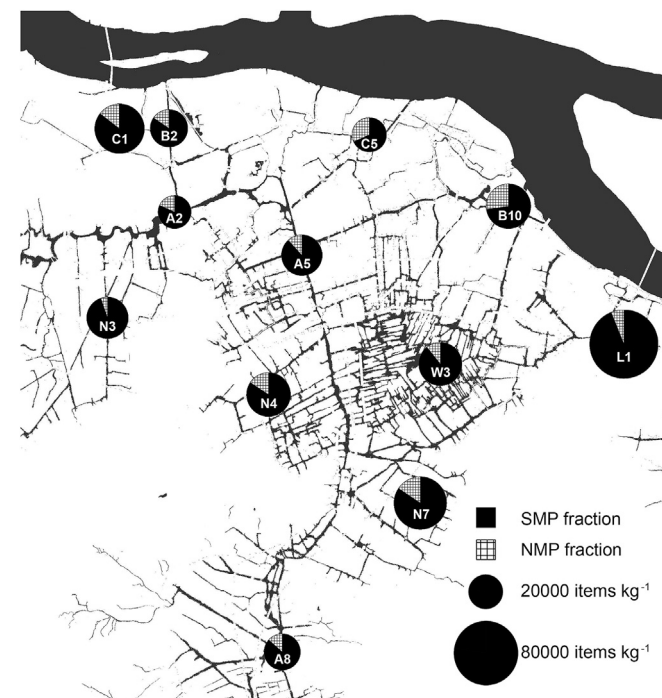 C1
B2
C5
A2
B10
A5
N3
L1
W3
N4
N7
SMP fraction
NMP fraction
20000 items kg⁻¹
80000 items kg⁻¹
A8